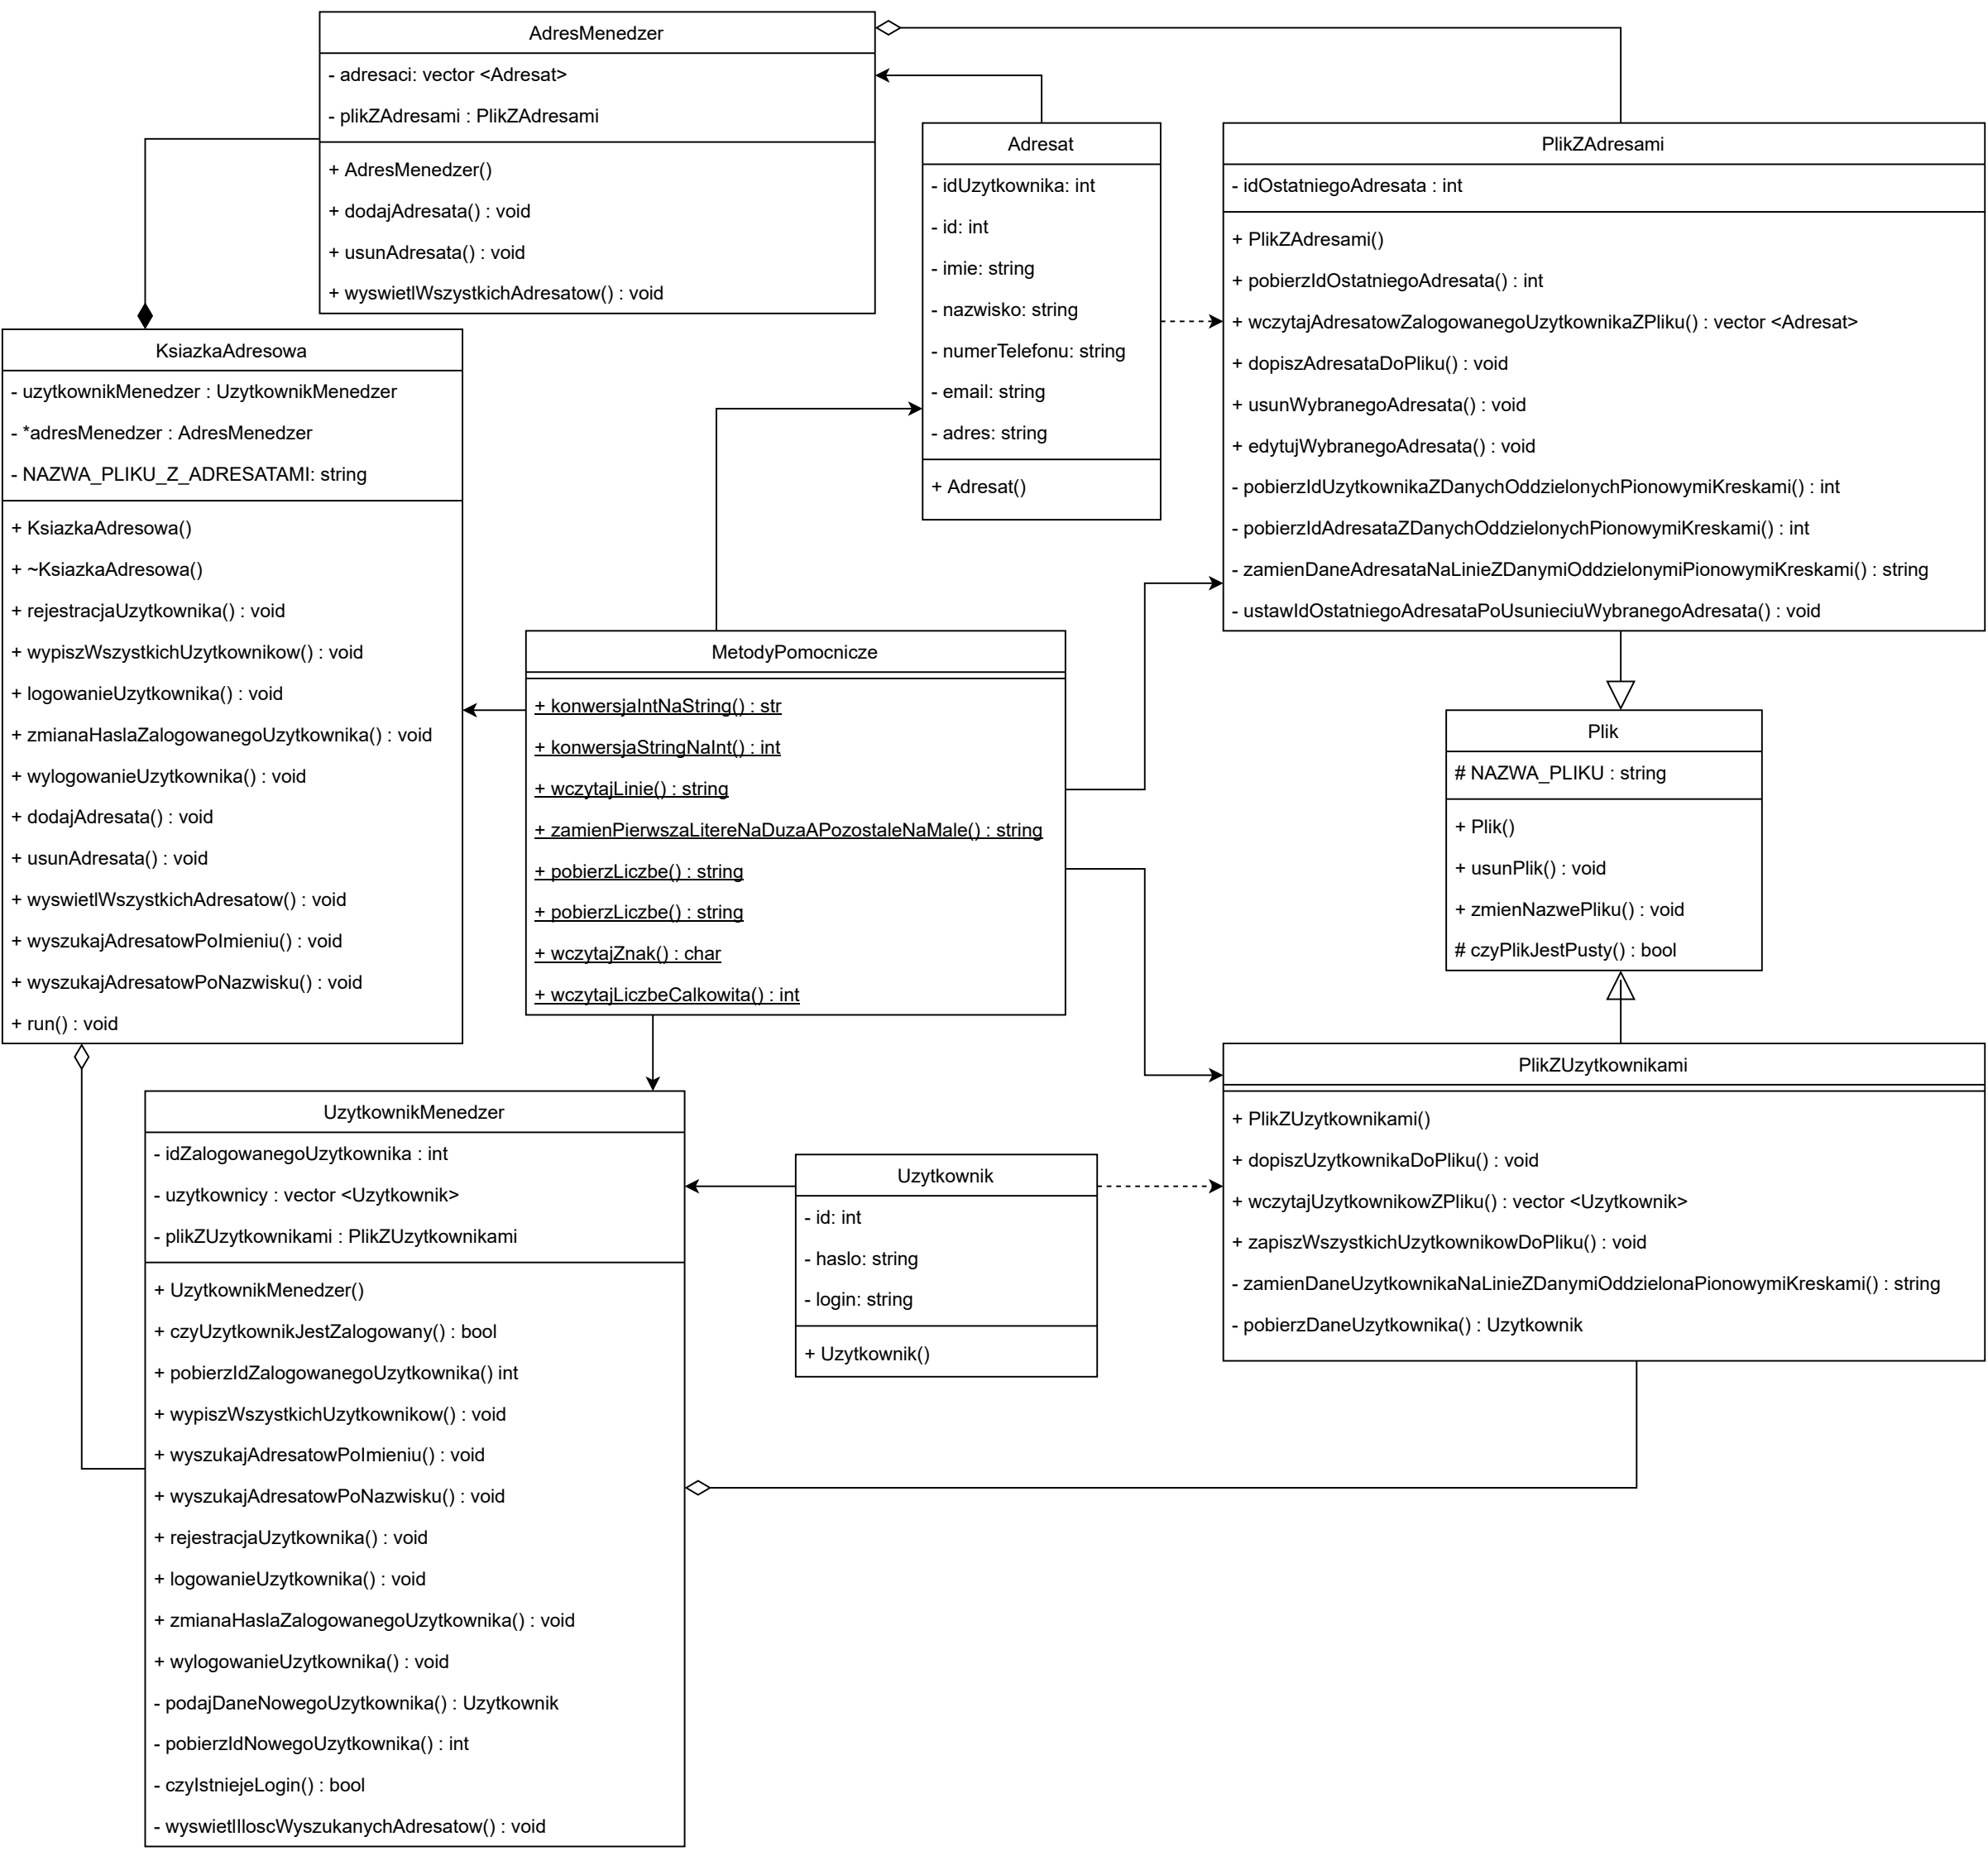 AdresMenedzer
- adresaci: vector <Adresat>
- plikZAdresami : PlikZAdresami
+ AdresMenedzer()
+ dodajAdresata() : void
+ usunAdresata() : void
+ wyswietlWszystkichAdresatow() : void
Adresat
- idUzytkownika: int
- id: int
- imie: string
- nazwisko: string
- numerTelefonu: string
- email: string
- adres: string
+ Adresat()
PlikZAdresami
- idOstatniegoAdresata : int
+ PlikZAdresami()
+ pobierzIdOstatniegoAdresata() : int
+ wczytajAdresatowZalogowanegoUzytkownikaZPliku() : vector <Adresat>
+ dopiszAdresataDoPliku() : void
+ usunWybranegoAdresata() : void
+ edytujWybranegoAdresata() : void
- pobierzIdUzytkownikaZDanychOddzielonychPionowymiKreskami() : int
- pobierzIdAdresataZDanychOddzielonychPionowymiKreskami() : int
- zamienDaneAdresataNaLinieZDanymiOddzielonymiPionowymiKreskami() : string
- ustawIdOstatniegoAdresataPoUsunieciuWybranegoAdresata() : void
KsiazkaAdresowa
- uzytkownikMenedzer : UzytkownikMenedzer
- *adresMenedzer : AdresMenedzer
- NAZWA_PLIKU_Z_ADRESATAMI: string
+ KsiazkaAdresowa()
+ ~KsiazkaAdresowa()
+ rejestracjaUzytkownika() : void
+ wypiszWszystkichUzytkownikow() : void
+ logowanieUzytkownika() : void
+ zmianaHaslaZalogowanegoUzytkownika() : void
+ wylogowanieUzytkownika() : void
+ dodajAdresata() : void
+ usunAdresata() : void
+ wyswietlWszystkichAdresatow() : void
+ wyszukajAdresatowPoImieniu() : void
+ wyszukajAdresatowPoNazwisku() : void
+ run() : void
MetodyPomocnicze
+ konwersjaIntNaString() : str
+ konwersjaStringNaInt() : int
+ wczytajLinie() : string
+ zamienPierwszaLitereNaDuzaAPozostaleNaMale() : string
+ pobierzLiczbe() : string
+ pobierzLiczbe() : string
+ wczytajZnak() : char
+ wczytajLiczbeCalkowita() : int
Plik
# NAZWA_PLIKU : string
+ Plik()
+ usunPlik() : void
+ zmienNazwePliku() : void
# czyPlikJestPusty() : bool
UzytkownikMenedzer
- idZalogowanegoUzytkownika : int
- uzytkownicy : vector <Uzytkownik>
- plikZUzytkownikami : PlikZUzytkownikami
+ UzytkownikMenedzer()
+ czyUzytkownikJestZalogowany() : bool
+ pobierzIdZalogowanegoUzytkownika() int
+ wypiszWszystkichUzytkownikow() : void
+ wyszukajAdresatowPoImieniu() : void
+ wyszukajAdresatowPoNazwisku() : void
+ rejestracjaUzytkownika() : void
+ logowanieUzytkownika() : void
+ zmianaHaslaZalogowanegoUzytkownika() : void
+ wylogowanieUzytkownika() : void
- podajDaneNowegoUzytkownika() : Uzytkownik
- pobierzIdNowegoUzytkownika() : int
- czyIstniejeLogin() : bool
- wyswietlIloscWyszukanychAdresatow() : void
Uzytkownik
- id: int
- haslo: string
- login: string
+ Uzytkownik()
PlikZUzytkownikami
+ PlikZUzytkownikami()
+ dopiszUzytkownikaDoPliku() : void
+ wczytajUzytkownikowZPliku() : vector <Uzytkownik>
+ zapiszWszystkichUzytkownikowDoPliku() : void
- zamienDaneUzytkownikaNaLinieZDanymiOddzielonaPionowymiKreskami() : string
- pobierzDaneUzytkownika() : Uzytkownik